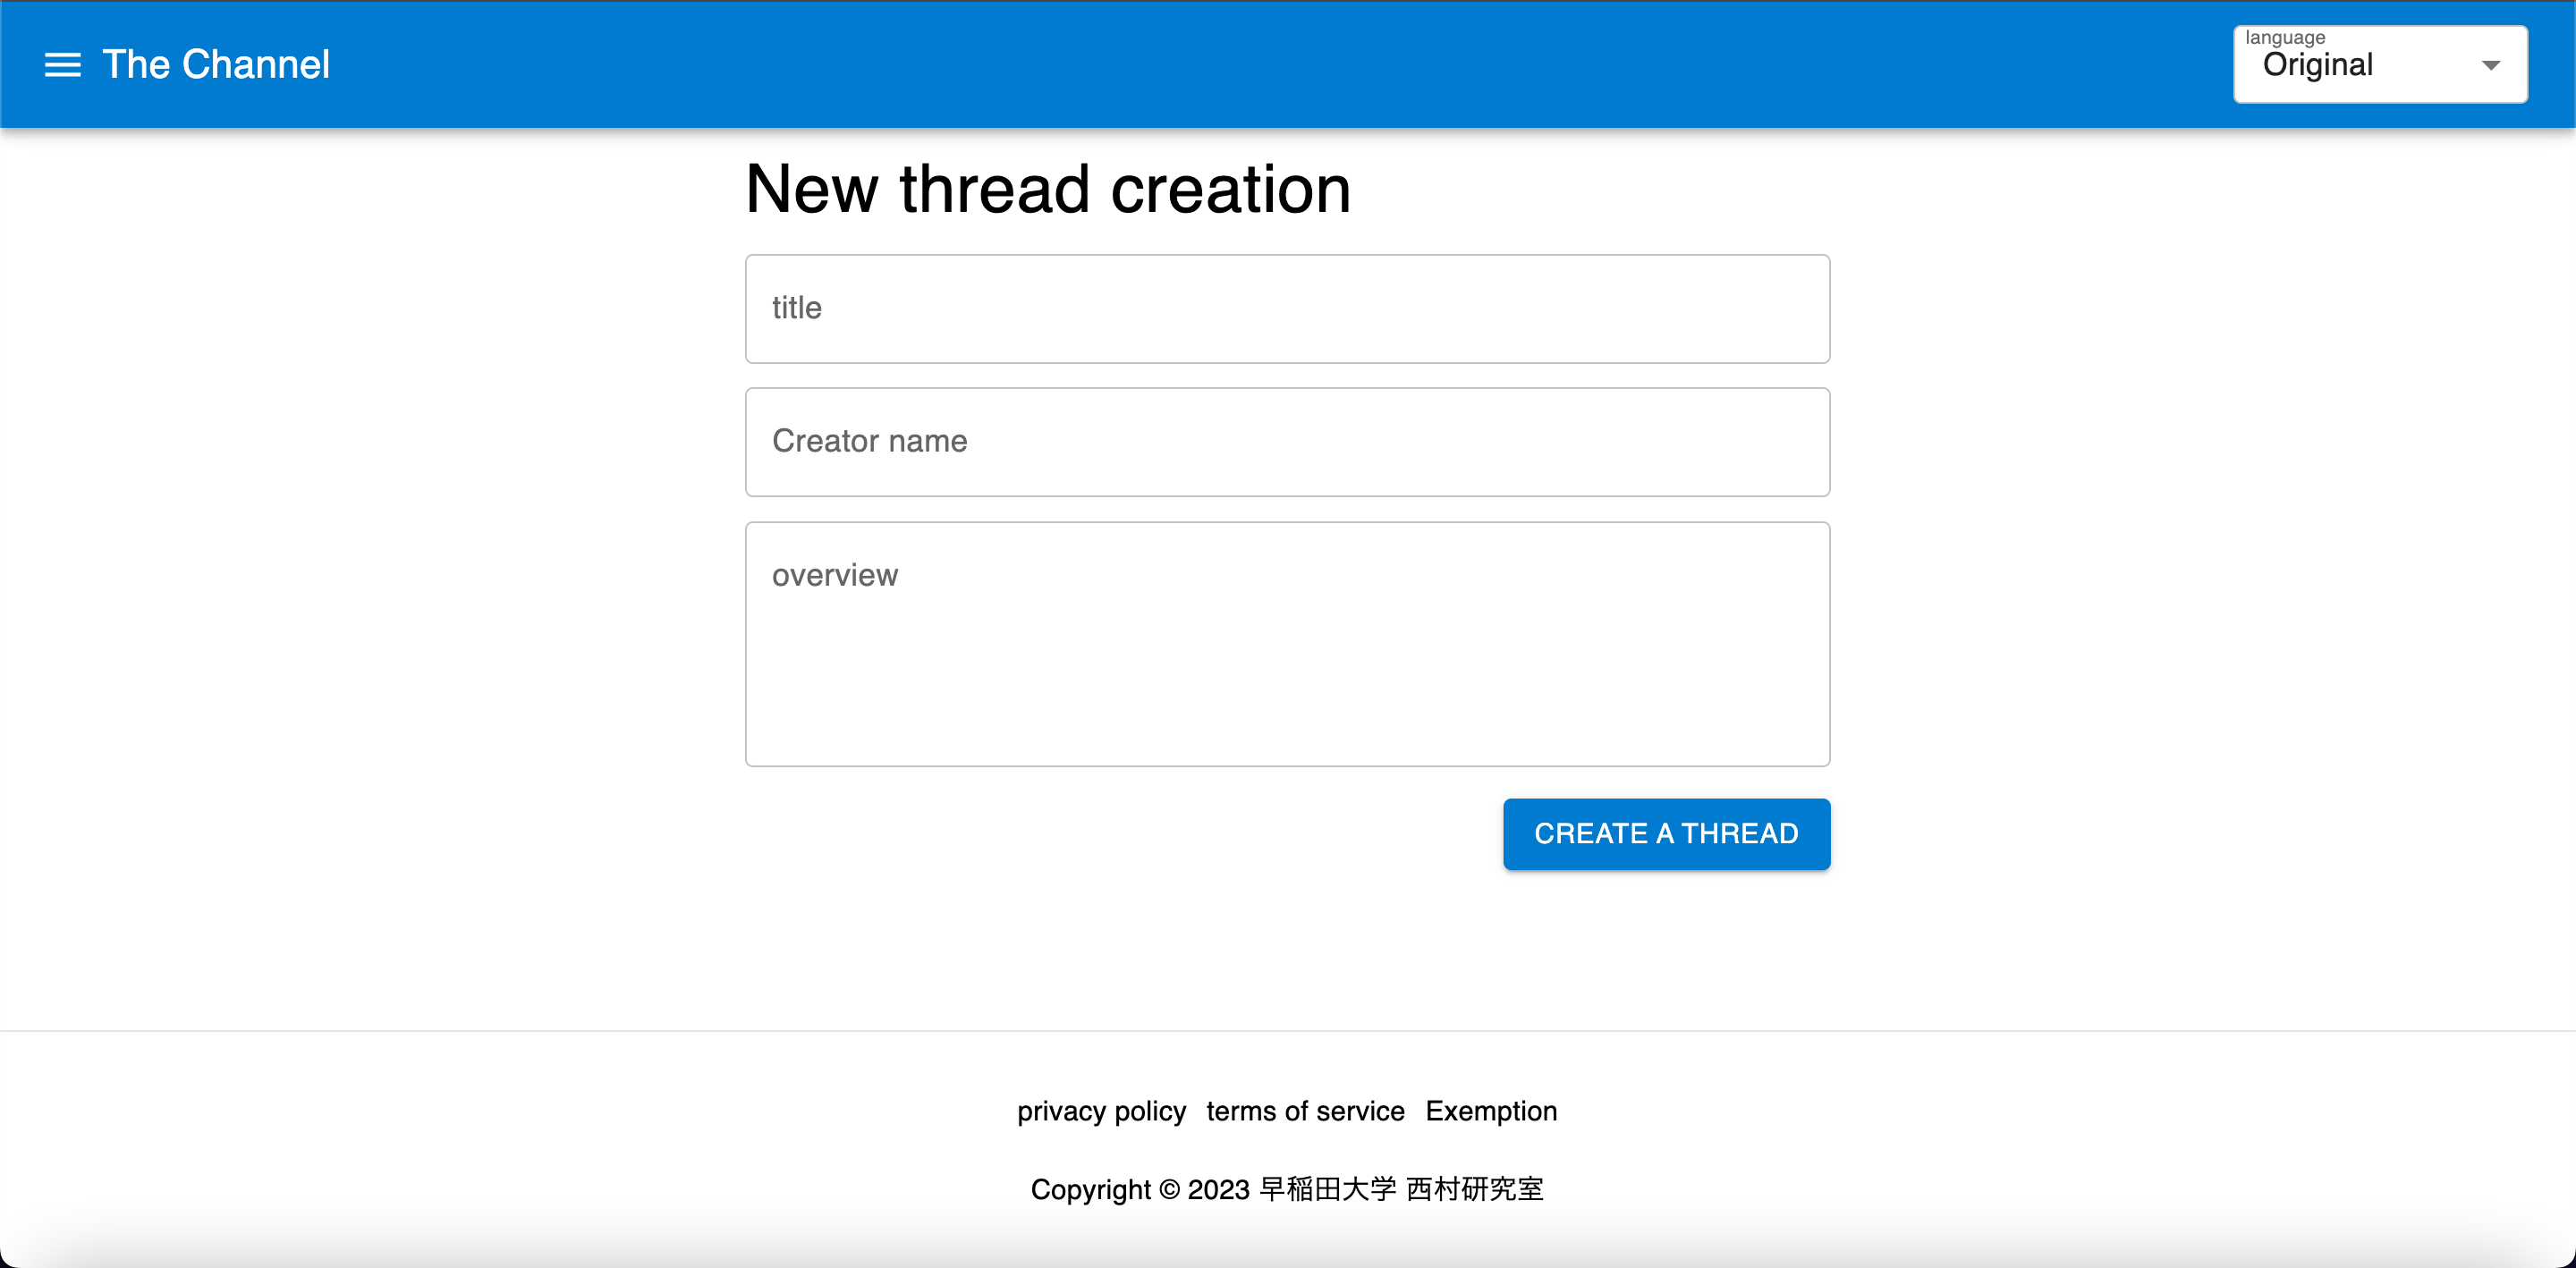 The Channel
language
Original
New thread creation
title
Creator name
overview
CREATE A THREAD
privacy policy terms of service Exemption
Copyright © 2023 早稲田大学 西村研究室